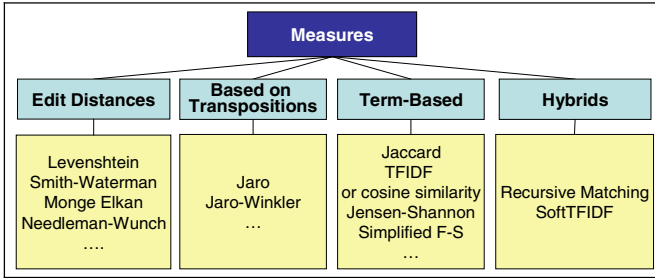 Measures
Edit Distances
Based on
Transpositions
Term-Based
Hybrids
Levenshtein
Smith-Waterman
Monge Elkan
Needleman-Wunch
….
Jaro
Jaro-Winkler
…
Jaccard
TFIDF
or cosine similarity
Jensen-Shannon
Simplified F-S
…
Recursive Matching
SoftTFIDF